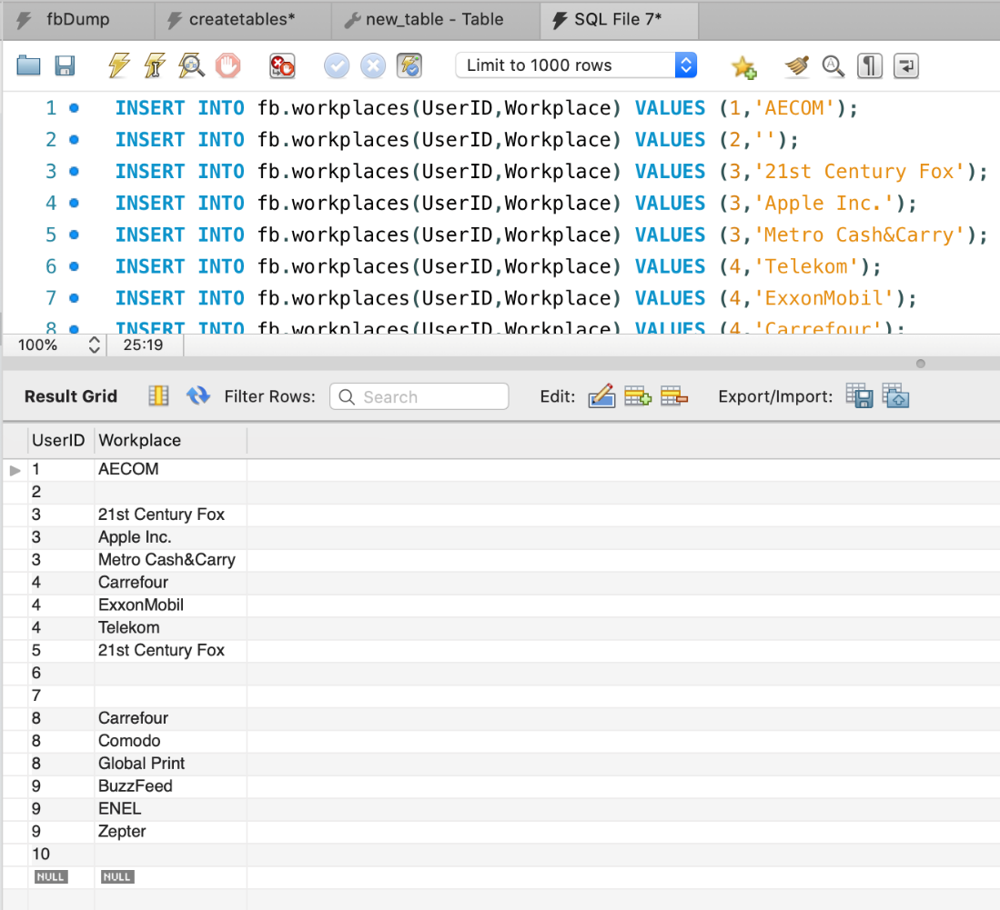 fbDump createtables* new_table - Table SQL File 7*
Limit to 1000 rows
1 INSERT INTO fb.workplaces(UserID,Workplace) VALUES (1,'AECOM');
2 INSERT INTO fb.workplaces(UserID,Workplace) VALUES (2,'');
3 INSERT INTO fb.workplaces(UserID,Workplace) VALUES (3,'21st Century Fox');
4 INSERT INTO fb.workplaces(UserID,Workplace) VALUES (3,'Apple Inc.');
5 INSERT INTO fb.workplaces(UserID,Workplace) VALUES (3,'Metro Cash&Carry');
6 INSERT INTO fb.workplaces(UserID,Workplace) VALUES (4,'Telekom');
7 INSERT INTO fb.workplaces(UserID,Workplace) VALUES (4,'ExxonMobil');
8 INSERT INTO fb.workplaces(UserID,Workplace) VALUES (4,'Carrefour');
100% 25:19
Result Grid Filter Rows: Search Edit: Export/Import:
UserID Workplace
1 AECOM
2
3 21st Century Fox
3 Apple Inc.
3 Metro Cash&Carry
4 Carrefour
4 ExxonMobil
4 Telekom
5 21st Century Fox
6
7
8 Carrefour
8 Comodo
8 Global Print
9 BuzzFeed
9 ENEL
9 Zepter
10
NULL NULL